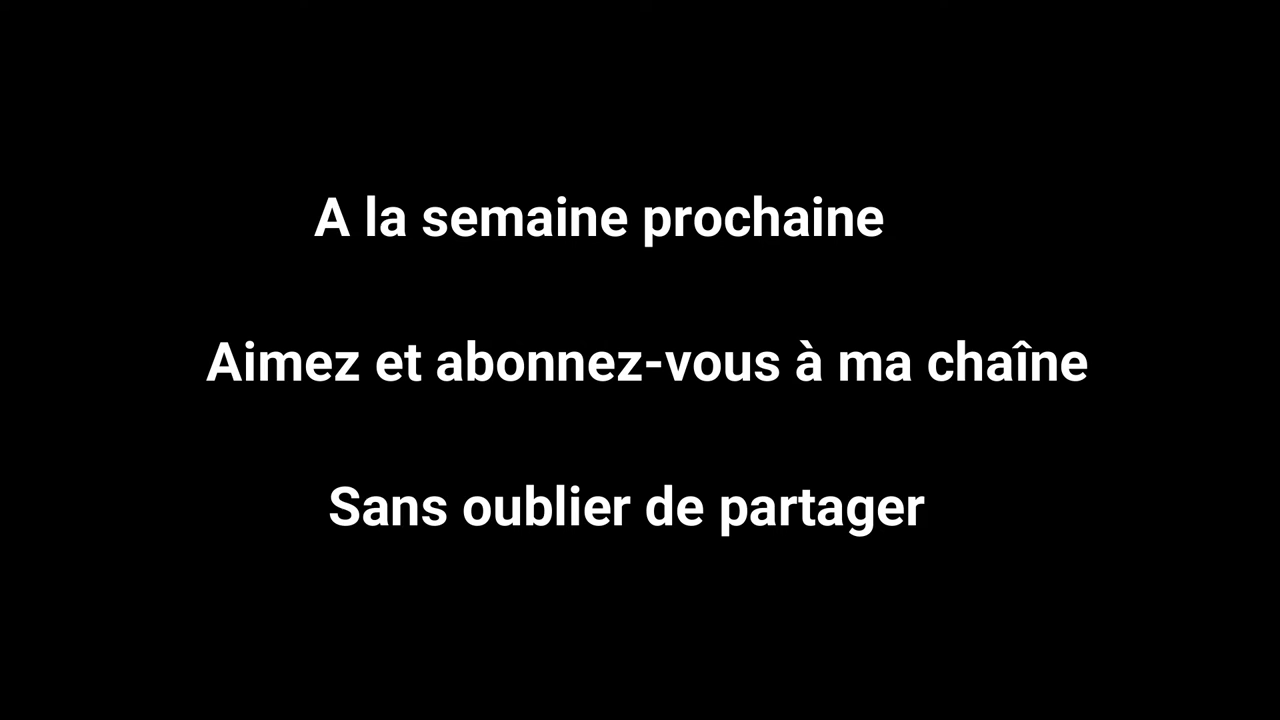 A la semaine prochaine
Aimez et abonnez-vous à ma chaîne
Sans oublier de partager